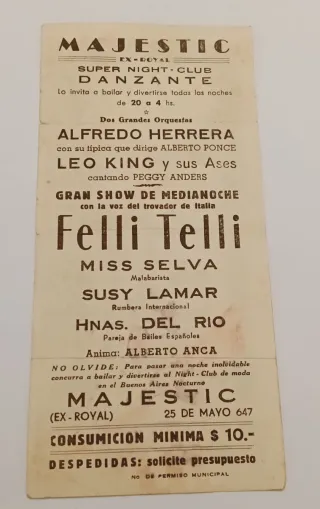 MAJESTIC
EX-ROYAL
SUPER NIGHT-CLUB
DANZANTE
Lo invita a bailar y divertirse todas las noches
de 20 a 4 hs.
Dos Grandes Orquestas
ALFREDO HERRERA
con su típica que dirige ALBERTO PONCE
LEO KING y sus Ases
cantando PEGGY ANDERS
GRAN SHOW DE MEDIANOCHE
con la voz del trovador de Italia
Felli Telli
MISS SELVA
Malabarista
SUSY LAMAR
Rumbera Internacional
HNAS. DEL RIO
Pareja de Bailes Españoles
Anima: ALBERTO ANCA
NO OLVIDE: Para pasar una noche inolvidable
concurra a bailar y divertirse al Night-Club de moda
en el Buenos Aires Nocturno
MAJESTIC
(EX-ROYAL) 25 DE MAYO 647
CONSUMICION MINIMA $ 10.-
DESPEDIDAS: solicite presupuesto
No DE PERMISO MUNICIPAL